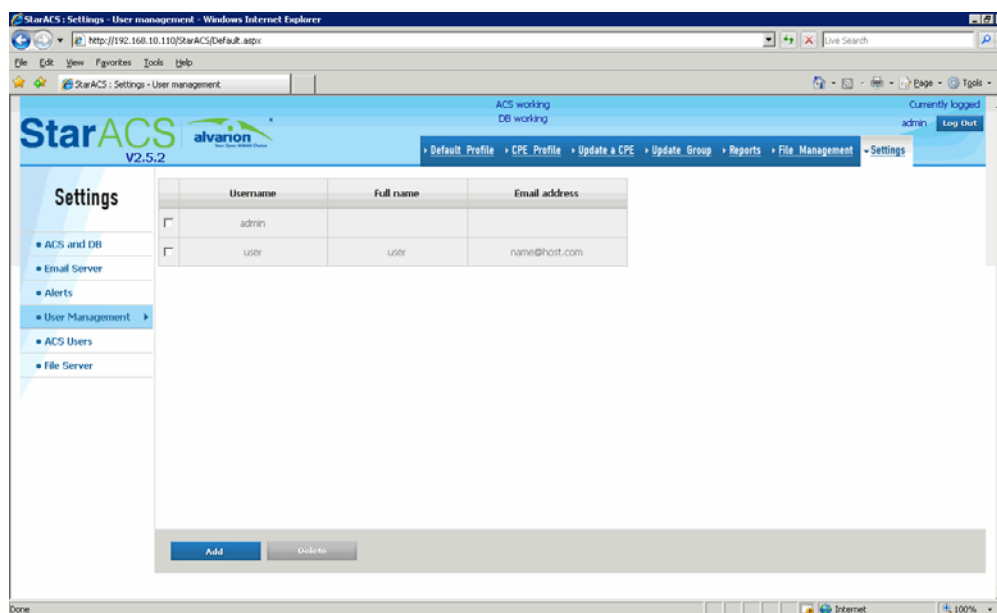 StarACS : Settings - User management - Windows Internet Explorer
http://192.168.10.110/StarACS/Default.aspx
Live Search
File Edit View Favorites Tools Help
StarACS : Settings - User management
Page Tools
ACS working
DB working
Currently logged
admin Log Out
StarACS
V2.5.2
alvarion
Default Profile CPE Profile Update a CPE Update Group Reports File Management Settings
Settings
ACS and DB
Email Server
Alerts
User Management
ACS Users
File Server
Username Full name Email address
admin
user user name@host.com
Add Delete
Done Internet 100%